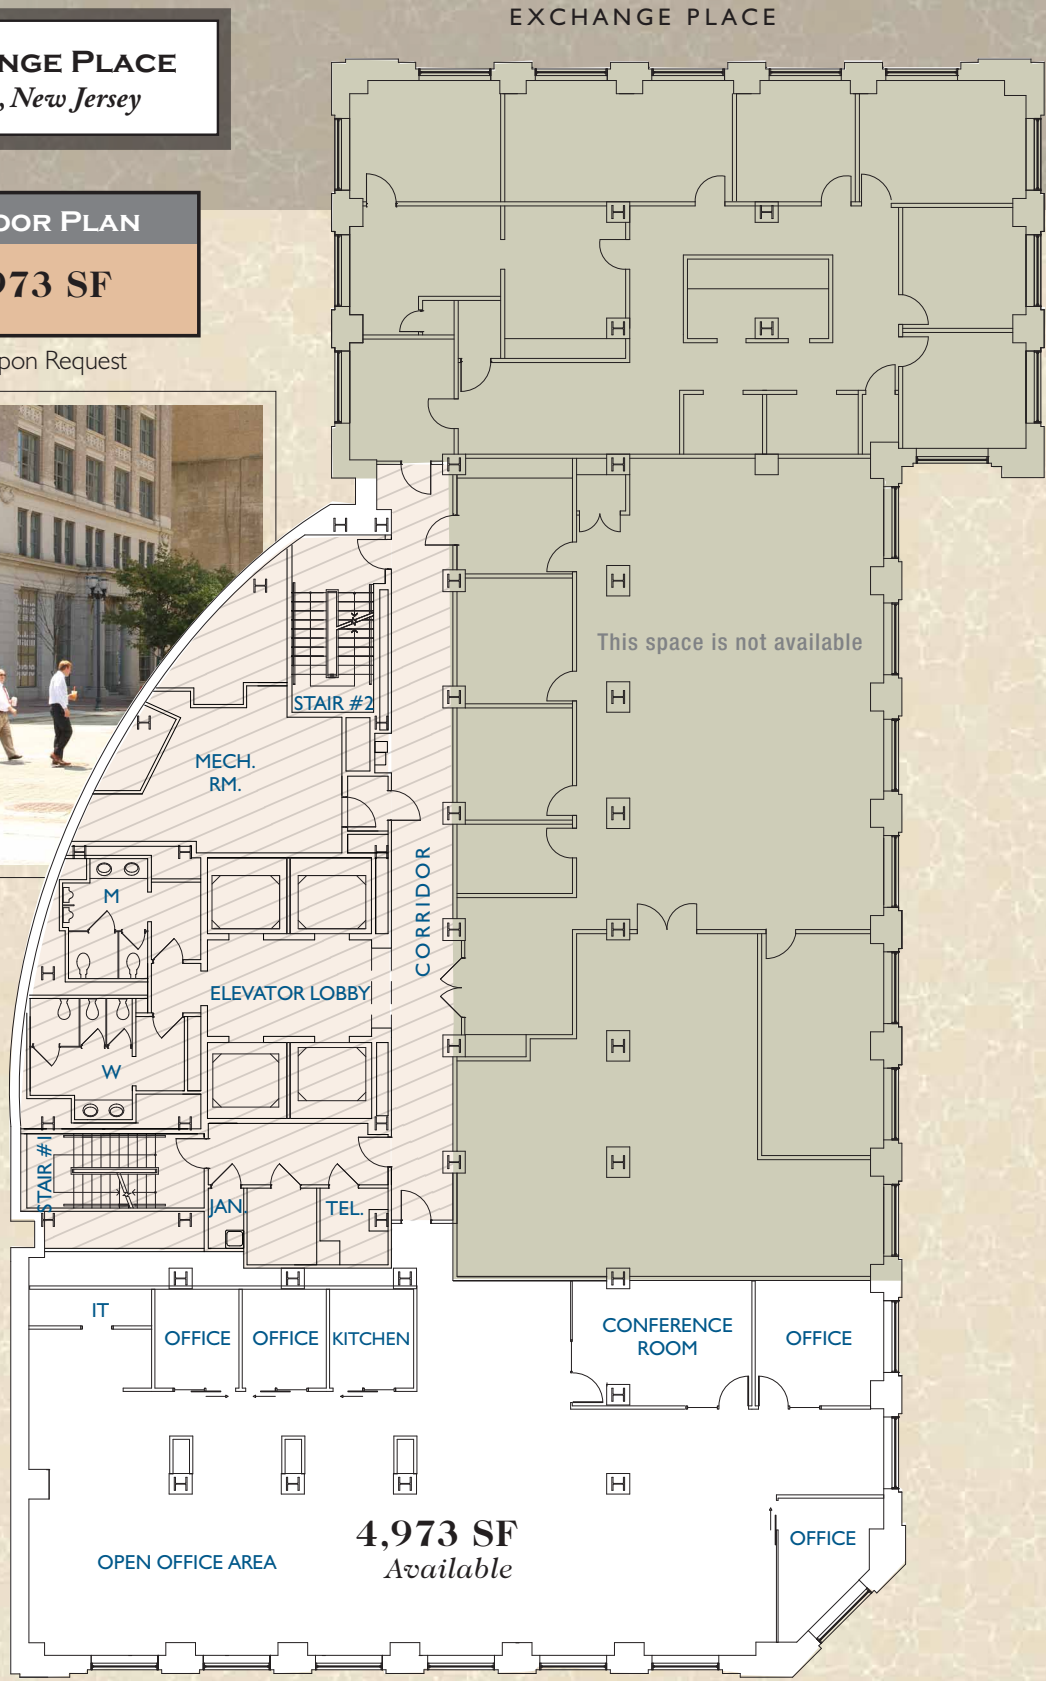 EXCHANGE PLACE
NGE PLACE
, New Jersey
OOR PLAN
973 SF
pon Request
This space is not available
STAIR #2
MECH.
RM.
CORRIDOR
M
ELEVATOR LOBBY
W
STAIR #1
JAN.
TEL.
IT
OFFICE
OFFICE
KITCHEN
CONFERENCE
ROOM
OFFICE
4,973 SF
Available
OPEN OFFICE AREA
OFFICE